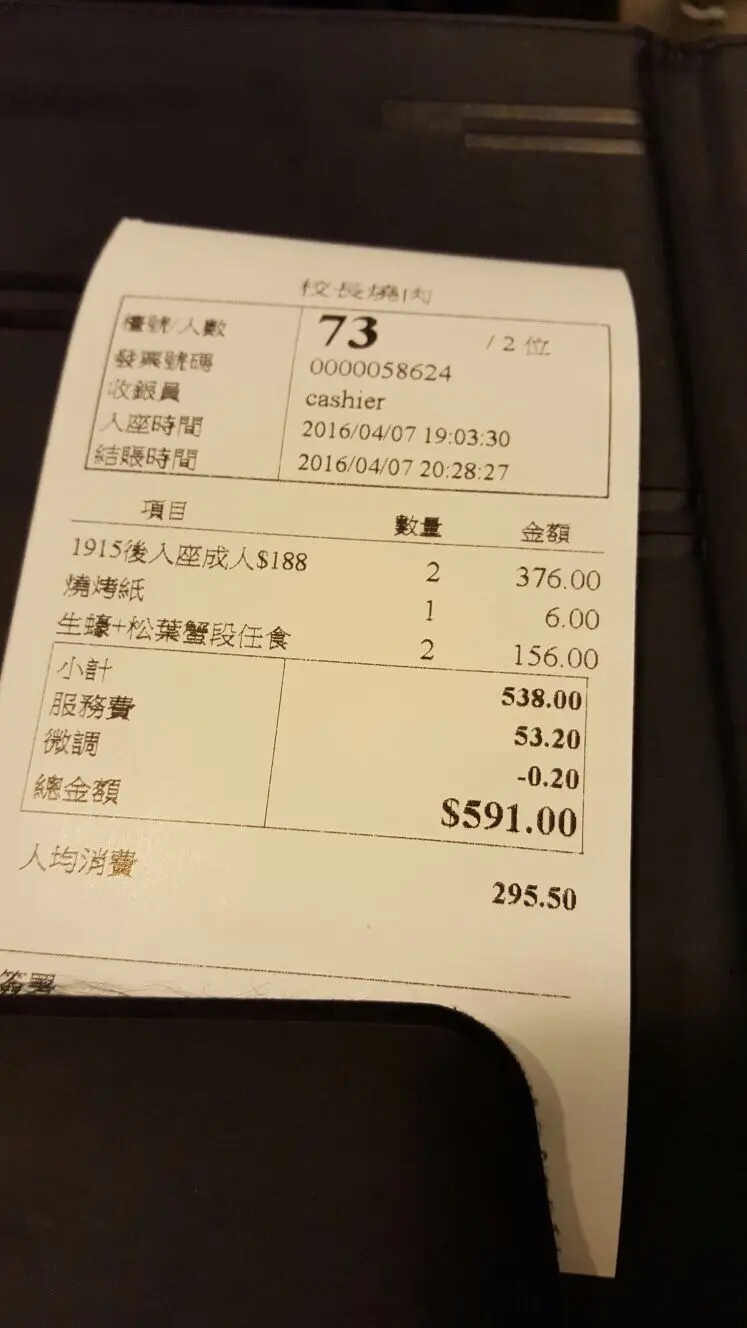 校長燒肉
檯號/人數 73 / 2 位
發票號碼 0000058624
收銀員 cashier
入座時間 2016/04/07 19:03:30
結賬時間 2016/04/07 20:28:27
項目 數量 金額
1915後入座成人$188 2 376.00
燒烤紙 1 6.00
生蠔+松葉蟹段任食 2 156.00
小計 538.00
服務費 53.20
微調 -0.20
總金額 $591.00
人均消費 295.50
簽署